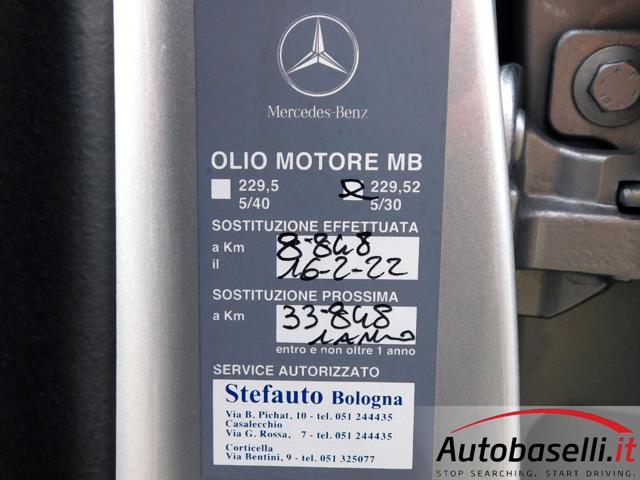 Mercedes-Benz
OLIO MOTORE MB
229,5 229,52
5/40 5/30
SOSTITUZIONE EFFETTUATA
a Km 8-848
il 16-2-22
SOSTITUZIONE PROSSIMA
a Km 33-848
1 ANNO
entro e non oltre 1 anno
SERVICE AUTORIZZATO
Stefauto Bologna
Via B. Pichat, 10 - tel. 051 244435
Casalecchio
Via G. Rossa, 7 - tel. 051 244435
Corticella
Via Bentini, 9 - tel. 051 325077
Autobaselli.it
STOP SEARCHING. START DRIVING.